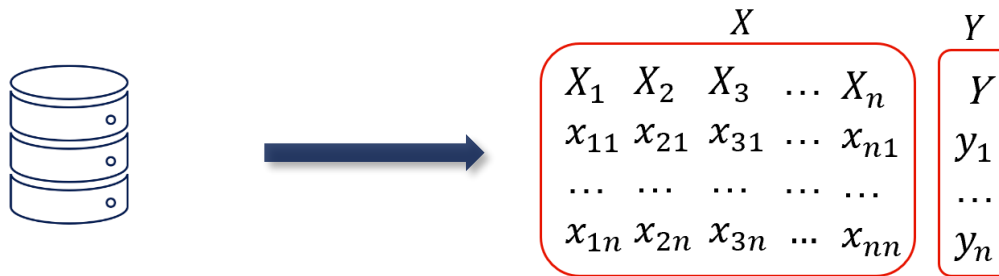 X Y
X₁ X₂ X₃ ... Xₙ Y
x₁₁ x₂₁ x₃₁ ... xₙ₁ y₁
... ... ... ... ... ...
x₁ₙ x₂ₙ x₃ₙ ... xₙₙ yₙ